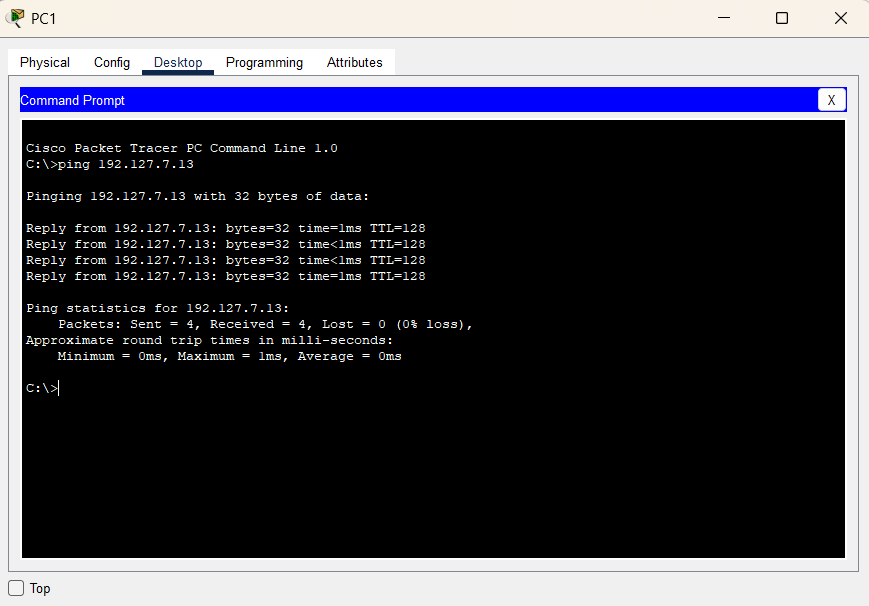 PC1
Physical Config Desktop Programming Attributes
Command Prompt X
Cisco Packet Tracer PC Command Line 1.0
C:\>ping 192.127.7.13
Pinging 192.127.7.13 with 32 bytes of data:
Reply from 192.127.7.13: bytes=32 time=1ms TTL=128
Reply from 192.127.7.13: bytes=32 time<1ms TTL=128
Reply from 192.127.7.13: bytes=32 time<1ms TTL=128
Reply from 192.127.7.13: bytes=32 time=1ms TTL=128
Ping statistics for 192.127.7.13:
Packets: Sent = 4, Received = 4, Lost = 0 (0% loss),
Approximate round trip times in milli-seconds:
Minimum = 0ms, Maximum = 1ms, Average = 0ms
C:\>
Top